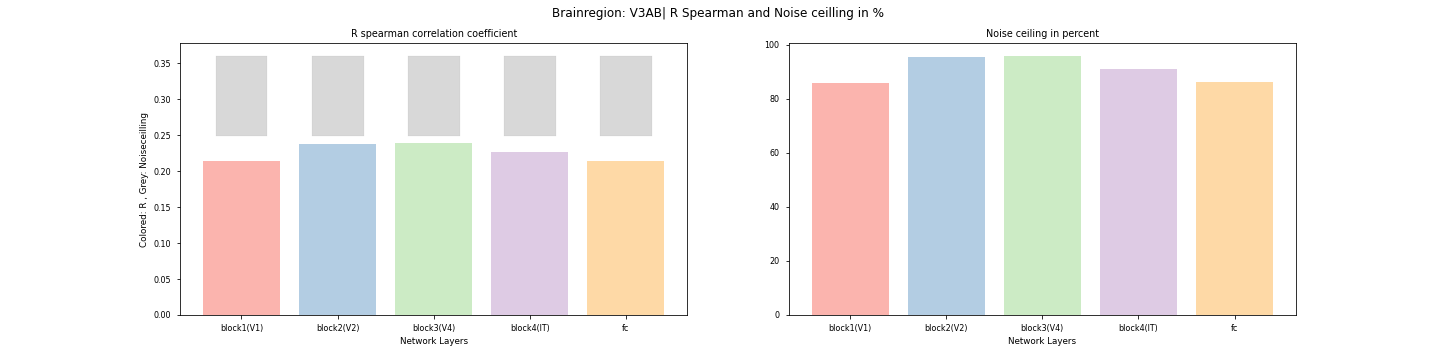 Brainregion: V3AB| R Spearman and Noise ceilling in %
R spearman correlation coefficient
Colored: R , Grey: Noiseceilling
0.35
0.30
0.25
0.20
0.15
0.10
0.05
0.00
block1(V1) block2(V2) block3(V4) block4(IT) fc
Network Layers
Noise ceiling in percent
100
80
60
40
20
0
block1(V1) block2(V2) block3(V4) block4(IT) fc
Network Layers